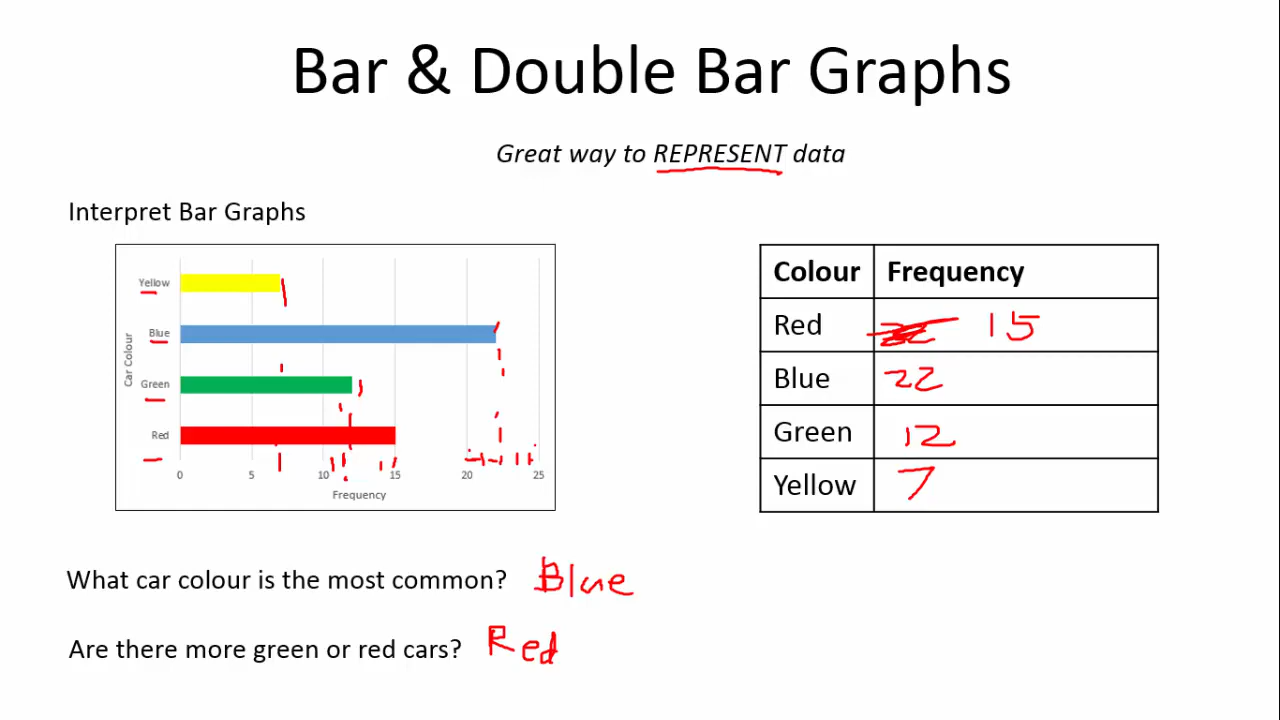 Bar & Double Bar Graphs
Great way to REPRESENT data
Interpret Bar Graphs
Car Colour
Yellow
Blue
Green
Red
0 5 10 15 20 25
Frequency
Colour Frequency
Red 15
Blue 22
Green 12
Yellow 7
What car colour is the most common? Blue
Are there more green or red cars? Red